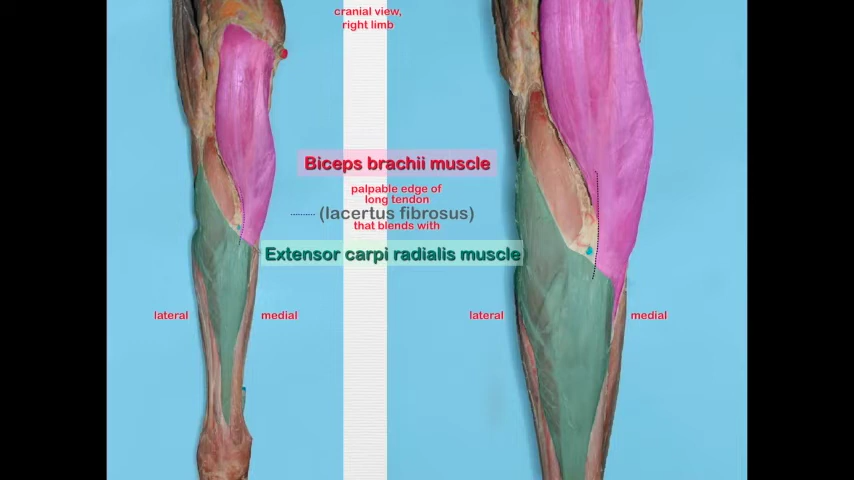 cranial view,
right limb
Biceps brachii muscle
palpable edge of
long tendon
(lacertus fibrosus)
that blends with
Extensor carpi radialis muscle
lateral
medial
lateral
medial